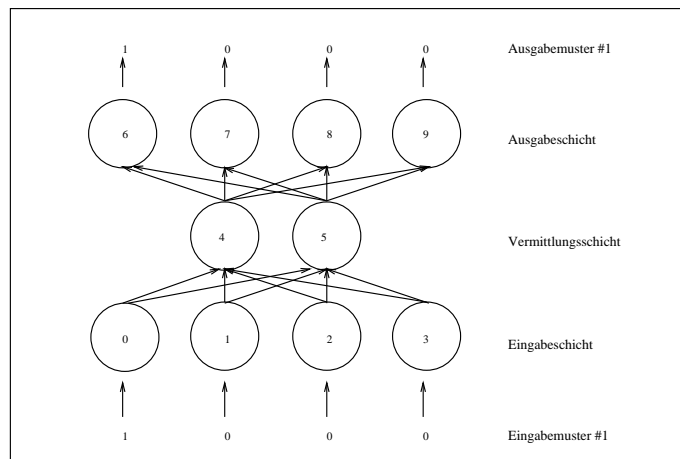 1 0 0 0 Ausgabemuster #1
6 7 8 9 Ausgabeschicht
4 5 Vermittlungsschicht
0 1 2 3 Eingabeschicht
1 0 0 0 Eingabemuster #1